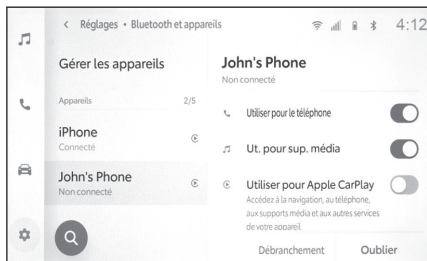 < Réglages • Bluetooth et appareils
4:12
Gérer les appareils
Appareils 2/5
iPhone
Connecté
John's Phone
Non connecté
John's Phone
Non connecté
Utiliser pour le téléphone
Ut. pour sup. média
Utiliser pour Apple CarPlay
Accédez à la navigation, au téléphone,
aux supports média et aux autres services
de votre appareil.
Débranchement Oublier